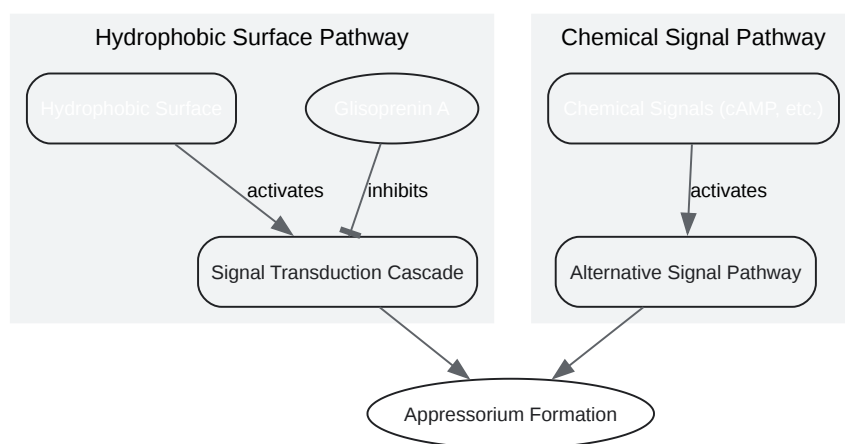 Hydrophobic Surface Pathway
Chemical Signal Pathway
Hydrophobic Surface
Glisoprenin A
Chemical Signals (cAMP, etc.)
activates
inhibits
activates
Signal Transduction Cascade
Alternative Signal Pathway
Appressorium Formation